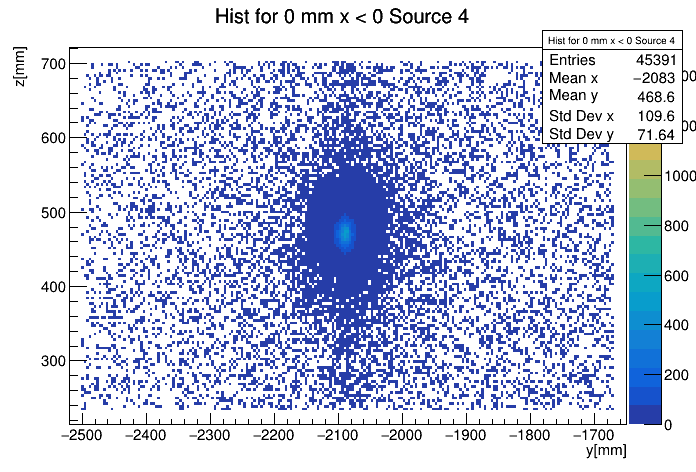 Hist for 0 mm x < 0 Source 4
Hist for 0 mm x < 0 Source 4
Entries 45391
Mean x −2083
Mean y 468.6
Std Dev x 109.6
Std Dev y 71.64
z[mm]
700
600
500
400
300
1000
800
600
400
200
0
−2500 −2400 −2300 −2200 −2100 −2000 −1900 −1800 −1700
y[mm]